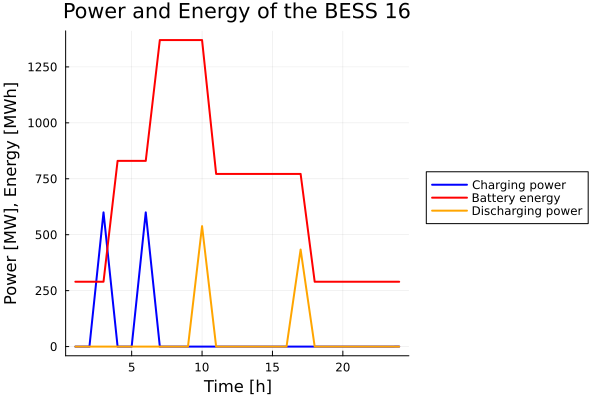 Power and Energy of the BESS 16
Power [MW], Energy [MWh]
1250
1000
750
500
250
0
5
10
15
20
Time [h]
Charging power
Battery energy
Discharging power